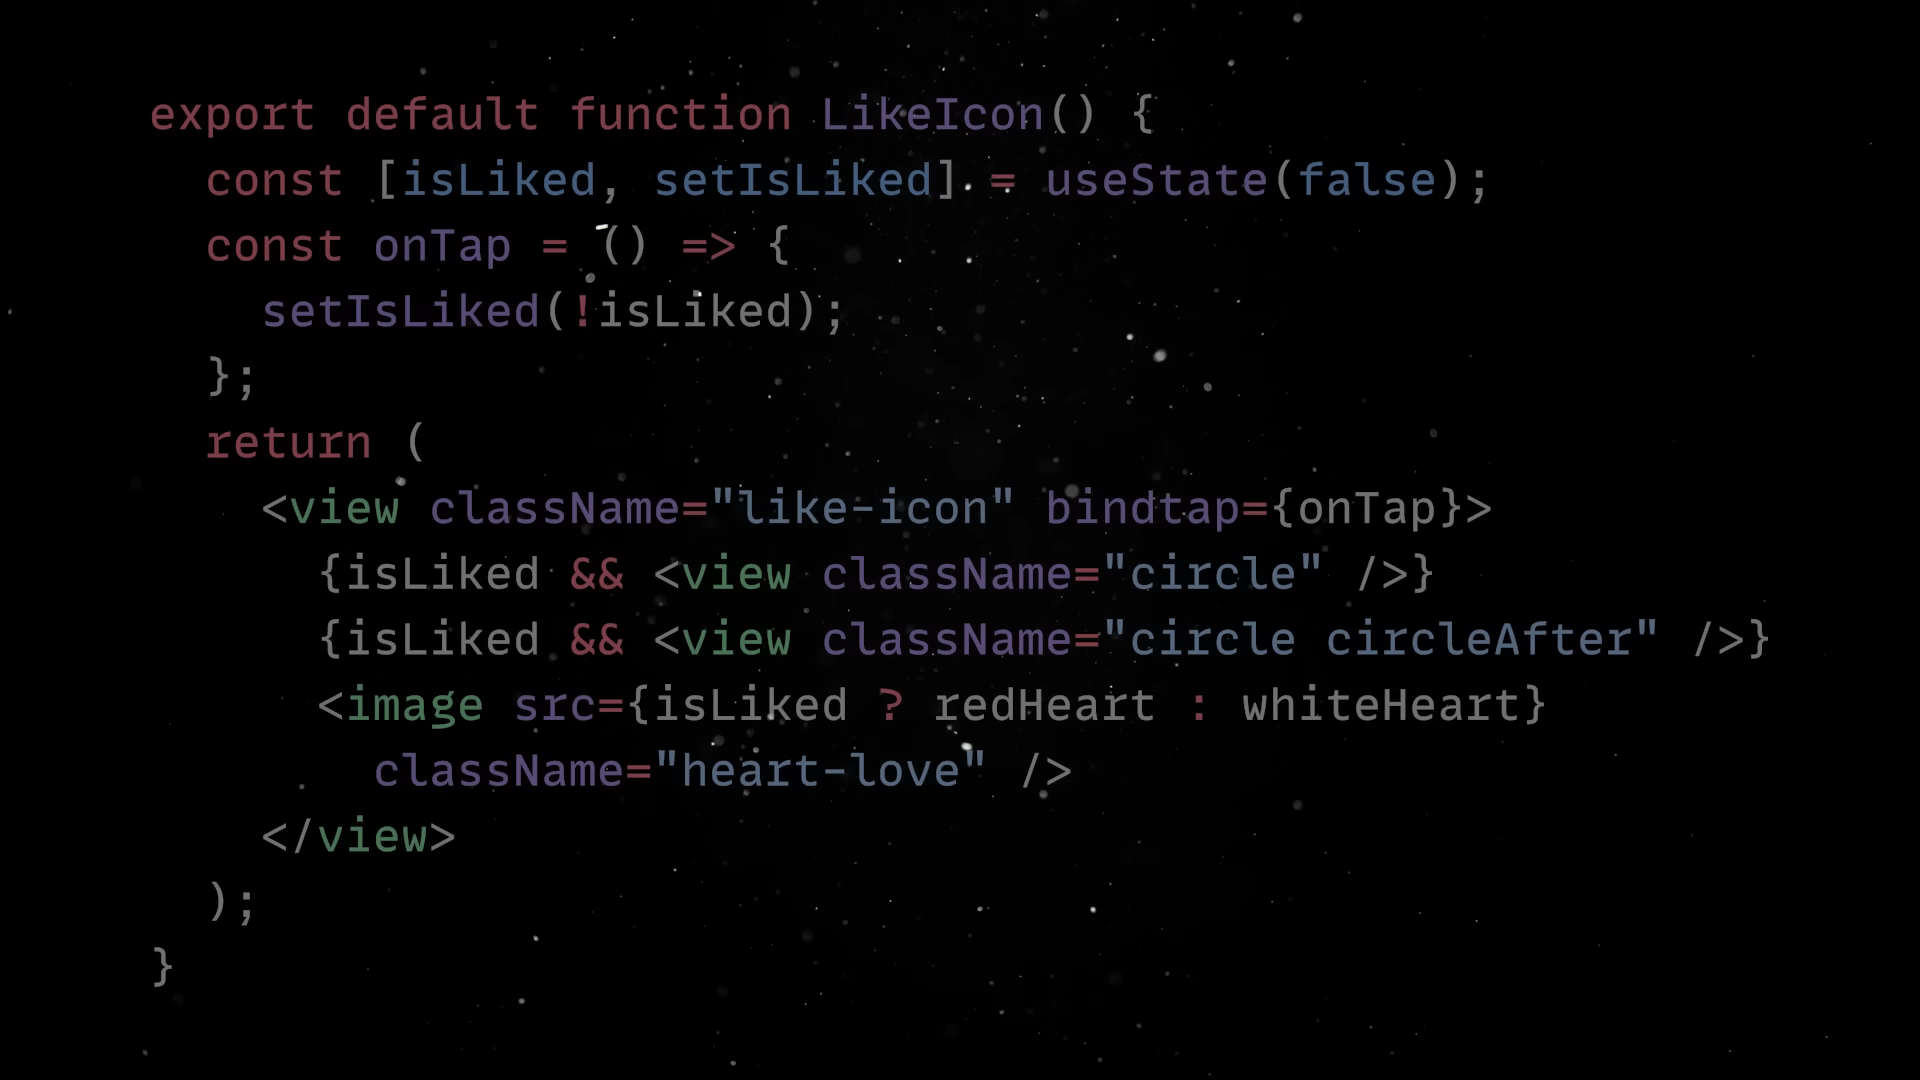 export default function LikeIcon() {
  const [isLiked, setIsLiked] = useState(false);
  const onTap = () => {
    setIsLiked(!isLiked);
  };
  return (
    <view className="like-icon" bindtap={onTap}>
      {isLiked && <view className="circle" />}
      {isLiked && <view className="circle circleAfter" />}
      <image src={isLiked ? redHeart : whiteHeart}
        className="heart-love" />
    </view>
  );
}